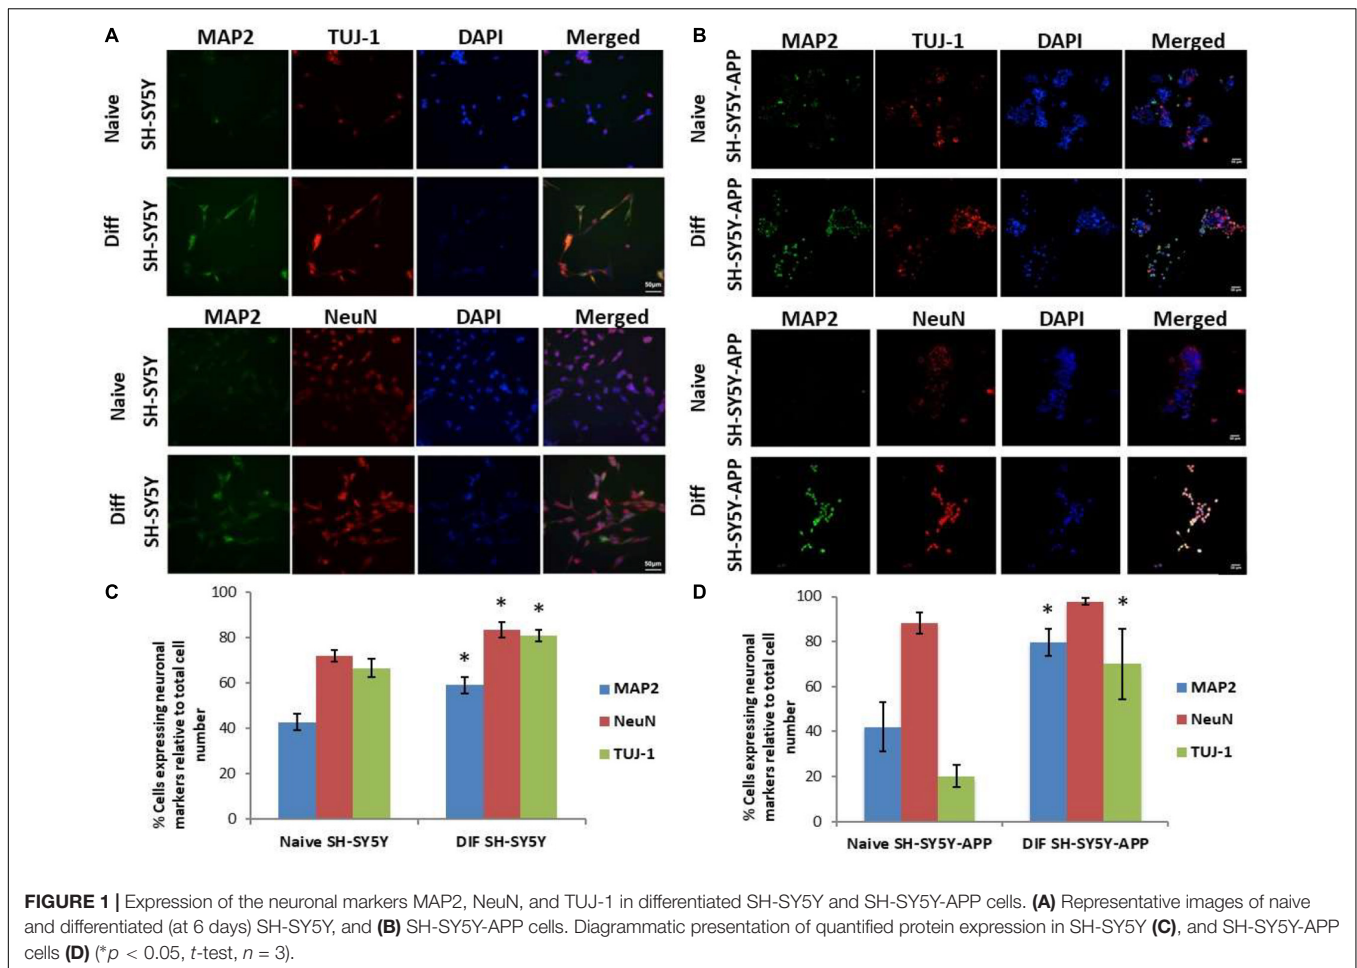 A
MAP2 TUJ-1 DAPI Merged
Naive
SH-SY5Y
Diff
SH-SY5Y
50µm
MAP2 NeuN DAPI Merged
Naive
SH-SY5Y
Diff
SH-SY5Y
50µm
B
MAP2 TUJ-1 DAPI Merged
Naive
SH-SY5Y-APP
Diff
SH-SY5Y-APP
MAP2 NeuN DAPI Merged
Naive
SH-SY5Y-APP
Diff
SH-SY5Y-APP
C
% Cells expressing neuronal
markers relative to total cell
number
100
80
60
40
20
0
* * *
Naive SH-SY5Y DIF SH-SY5Y
MAP2
NeuN
TUJ-1
D
% Cells expressing neuronal
markers relative to total cell
number
100
80
60
40
20
0
* *
Naive SH-SY5Y-APP DIF SH-SY5Y-APP
MAP2
NeuN
TUJ-1
FIGURE 1 | Expression of the neuronal markers MAP2, NeuN, and TUJ-1 in differentiated SH-SY5Y and SH-SY5Y-APP cells. (A) Representative images of naive
and differentiated (at 6 days) SH-SY5Y, and (B) SH-SY5Y-APP cells. Diagrammatic presentation of quantified protein expression in SH-SY5Y (C), and SH-SY5Y-APP
cells (D) (*p < 0.05, t-test, n = 3).